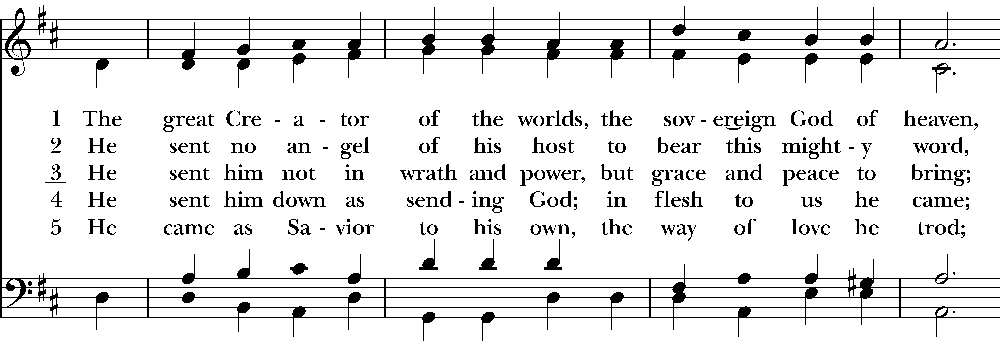 1 The great Cre - a - tor of the worlds, the sov - ereign God of heaven,
2 He sent no an - gel of his host to bear this might - y word,
3 He sent him not in wrath and power, but grace and peace to bring;
4 He sent him down as send - ing God; in flesh to us he came;
5 He came as Sa - vior to his own, the way of love he trod;